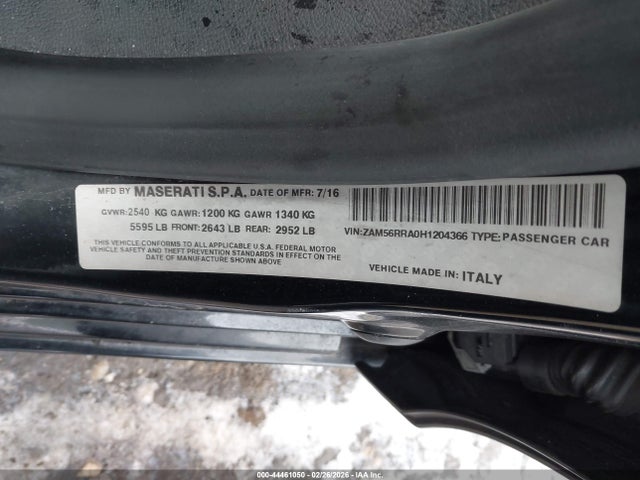 MFD BY MASERATI S.P.A. DATE OF MFR: 7/16
GVWR: 2540 KG GAWR: 1200 KG GAWR 1340 KG
5595 LB FRONT: 2643 LB REAR: 2952 LB
THIS VEHICLE CONFORMS TO ALL APPLICABLE U.S.A. FEDERAL MOTOR
VEHICLE SAFETY AND THEFT PREVENTION STANDARDS IN EFFECT ON THE
DATE OF MANUFACTURE SHOWN ABOVE
VIN: ZAM56RRA0H1204366 TYPE: PASSENGER CAR
VEHICLE MADE IN: ITALY
000-44461050 - 02/26/2026 - IAAI.COM